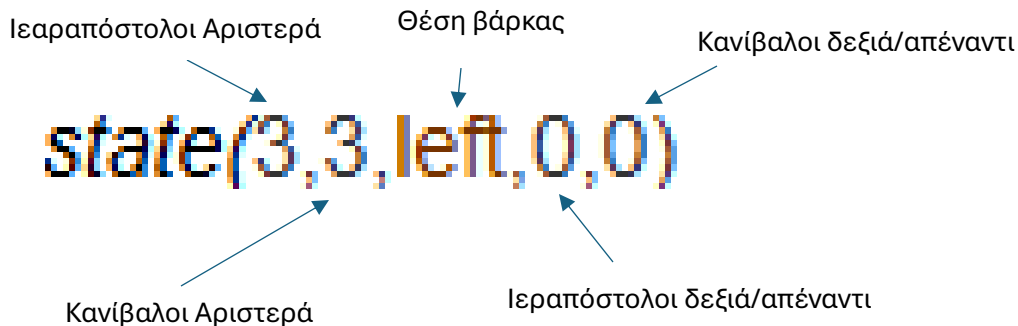 Ιεαραπόστολοι Αριστερά
Θέση βάρκας
Κανίβαλοι δεξιά/απέναντι
state(3,3,left,0,0)
Κανίβαλοι Αριστερά
Ιεραπόστολοι δεξιά/απέναντι